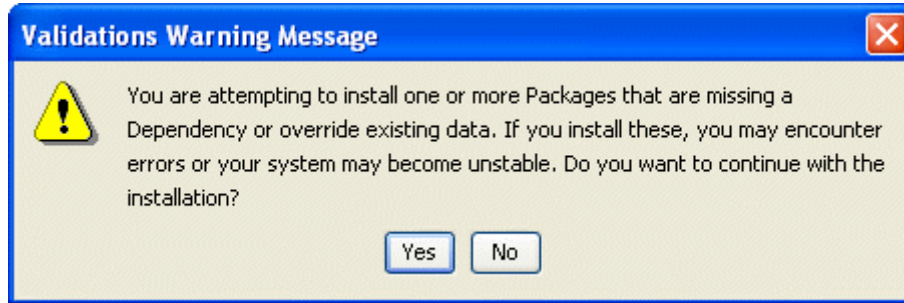 Validations Warning Message
You are attempting to install one or more Packages that are missing a
Dependency or override existing data. If you install these, you may encounter
errors or your system may become unstable. Do you want to continue with the
installation?
Yes No